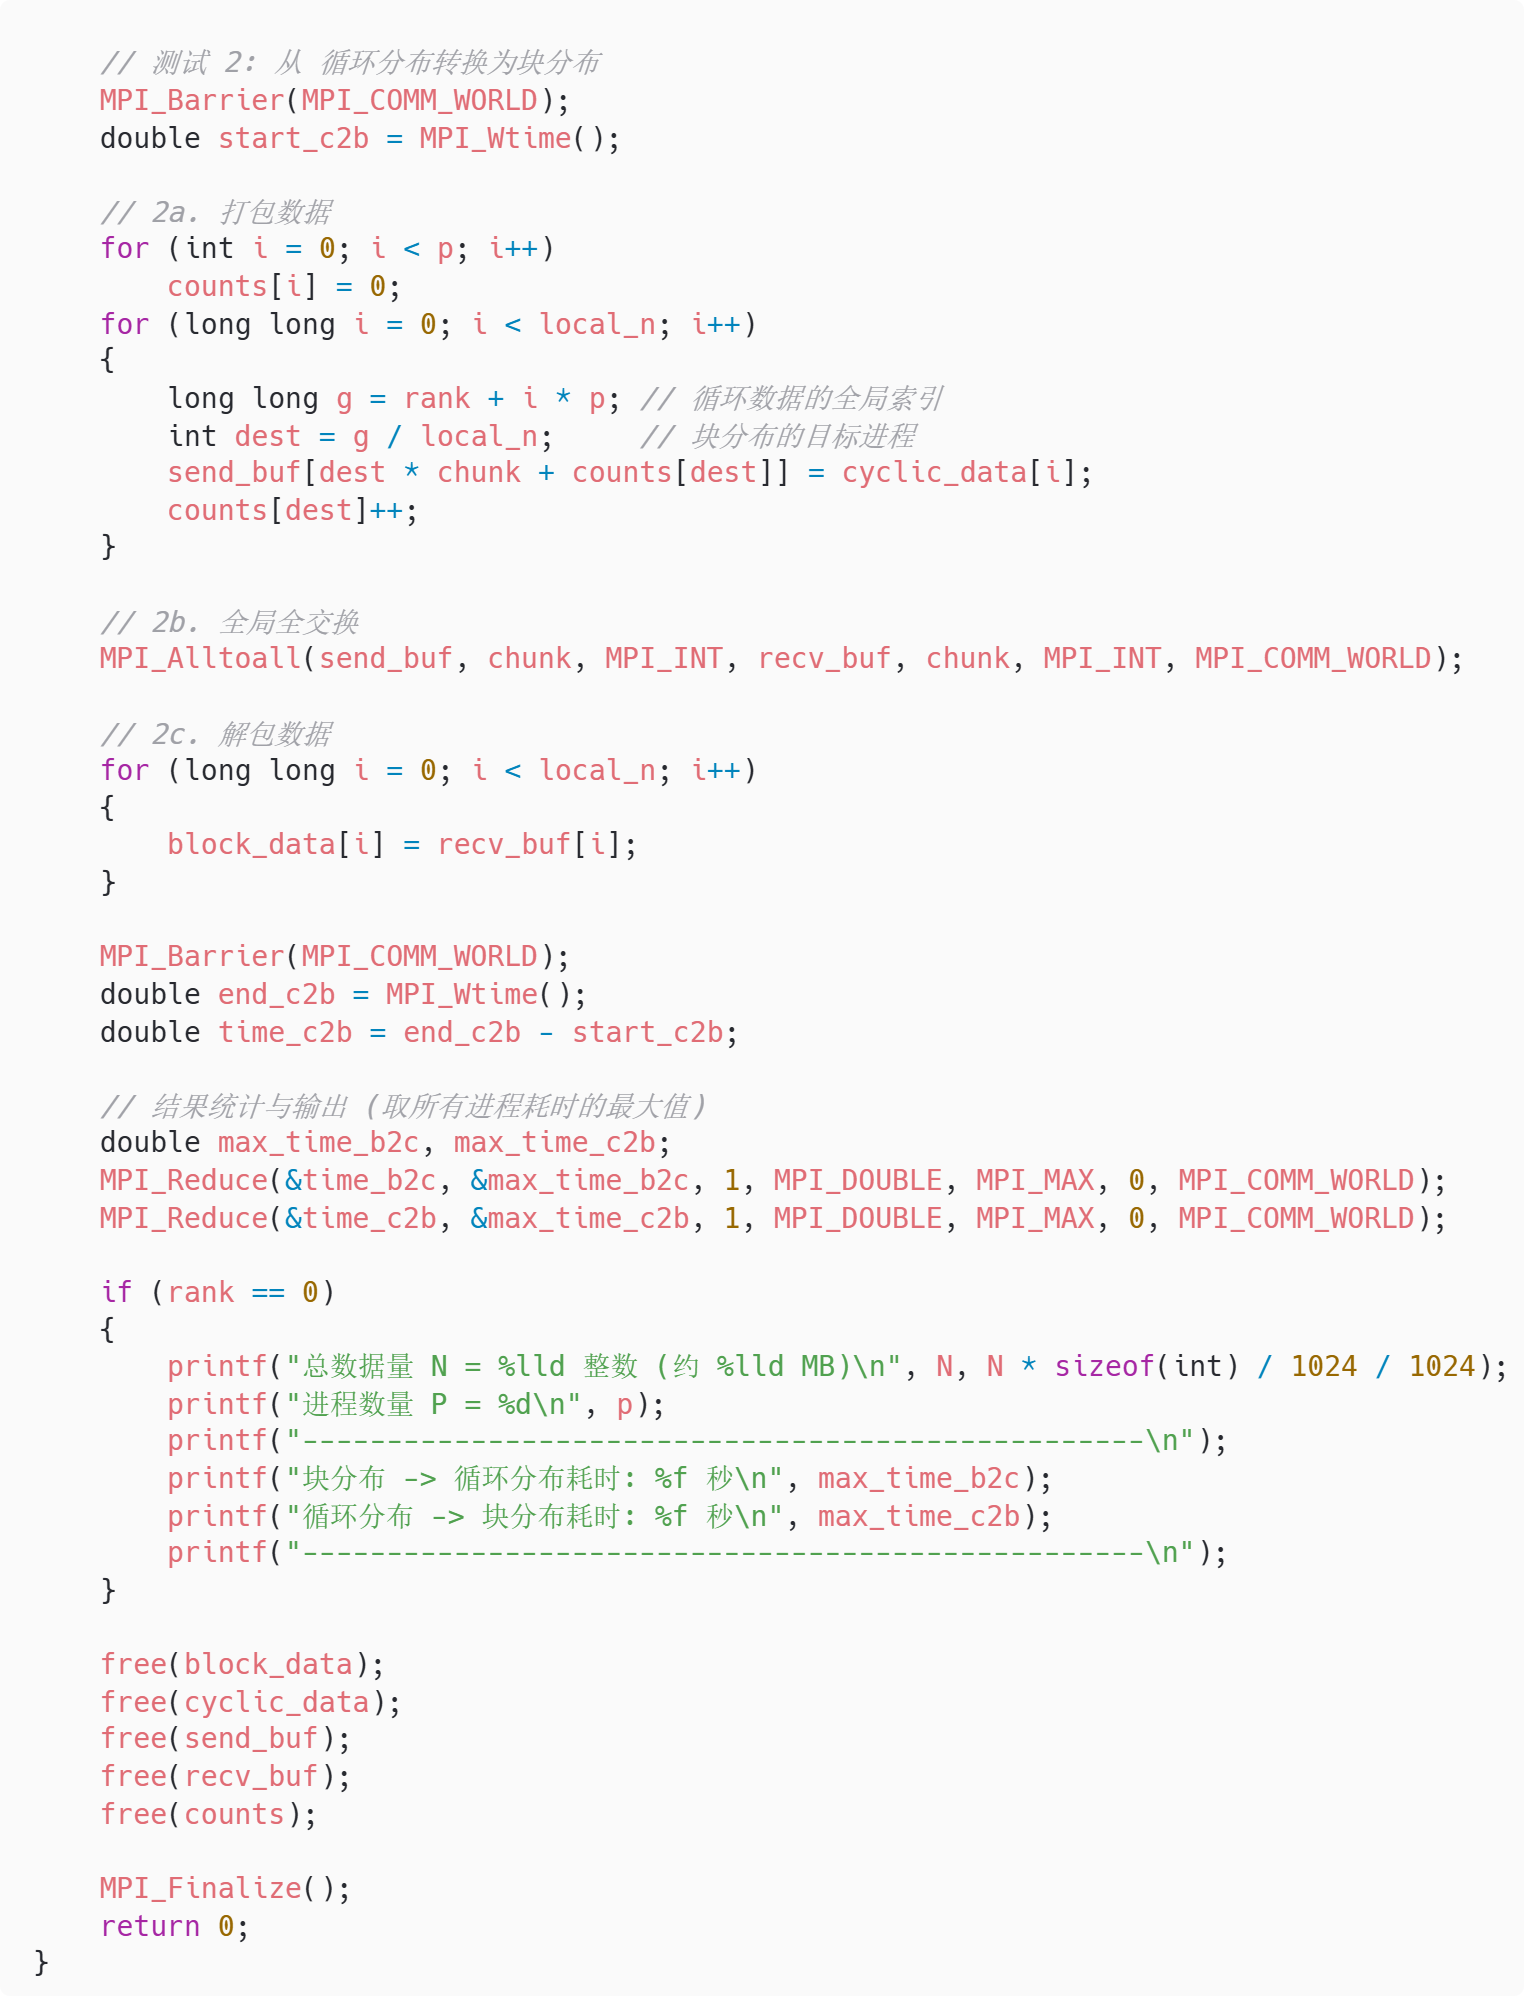 // 测试 2: 从 循环分布转换为块分布
MPI_Barrier(MPI_COMM_WORLD);
double start_c2b = MPI_Wtime();
// 2a. 打包数据
for (int i = 0; i < p; i++)
counts[i] = 0;
for (long long i = 0; i < local_n; i++)
{
long long g = rank + i * p; // 循环数据的全局索引
int dest = g / local_n; // 块分布的目标进程
send_buf[dest * chunk + counts[dest]] = cyclic_data[i];
counts[dest]++;
}
// 2b. 全局全交换
MPI_Alltoall(send_buf, chunk, MPI_INT, recv_buf, chunk, MPI_INT, MPI_COMM_WORLD);
// 2c. 解包数据
for (long long i = 0; i < local_n; i++)
{
block_data[i] = recv_buf[i];
}
MPI_Barrier(MPI_COMM_WORLD);
double end_c2b = MPI_Wtime();
double time_c2b = end_c2b - start_c2b;
// 结果统计与输出 (取所有进程耗时的最大值)
double max_time_b2c, max_time_c2b;
MPI_Reduce(&time_b2c, &max_time_b2c, 1, MPI_DOUBLE, MPI_MAX, 0, MPI_COMM_WORLD);
MPI_Reduce(&time_c2b, &max_time_c2b, 1, MPI_DOUBLE, MPI_MAX, 0, MPI_COMM_WORLD);
if (rank == 0)
{
printf("总数据量 N = %lld 整数 (约 %lld MB)\n", N, N * sizeof(int) / 1024 / 1024);
printf("进程数量 P = %d\n", p);
printf("--------------------------------------------------\n");
printf("块分布 -> 循环分布耗时: %f 秒\n", max_time_b2c);
printf("循环分布 -> 块分布耗时: %f 秒\n", max_time_c2b);
printf("--------------------------------------------------\n");
}
free(block_data);
free(cyclic_data);
free(send_buf);
free(recv_buf);
free(counts);
MPI_Finalize();
return 0;
}